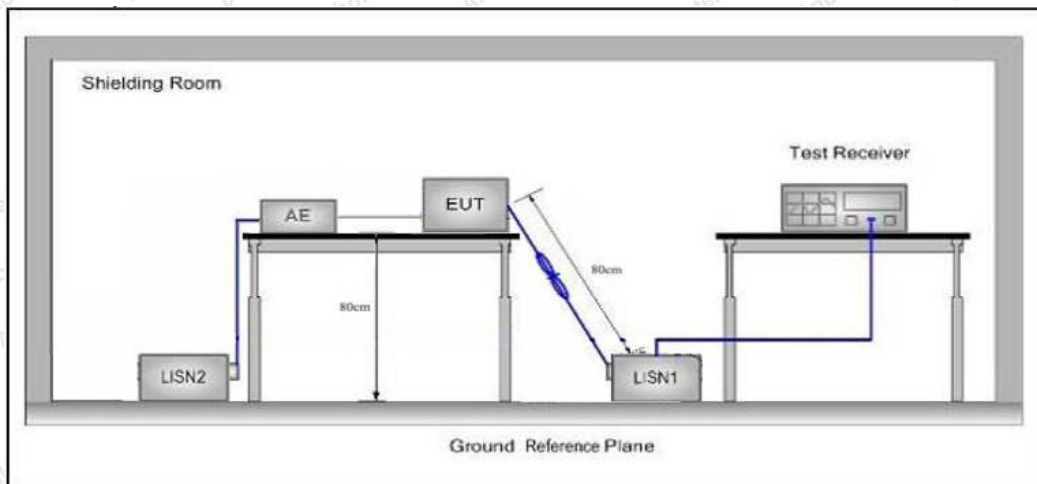 Shielding Room
Test Receiver
AE
EUT
80cm
80cm
LISN2
LISN1
Ground Reference Plane